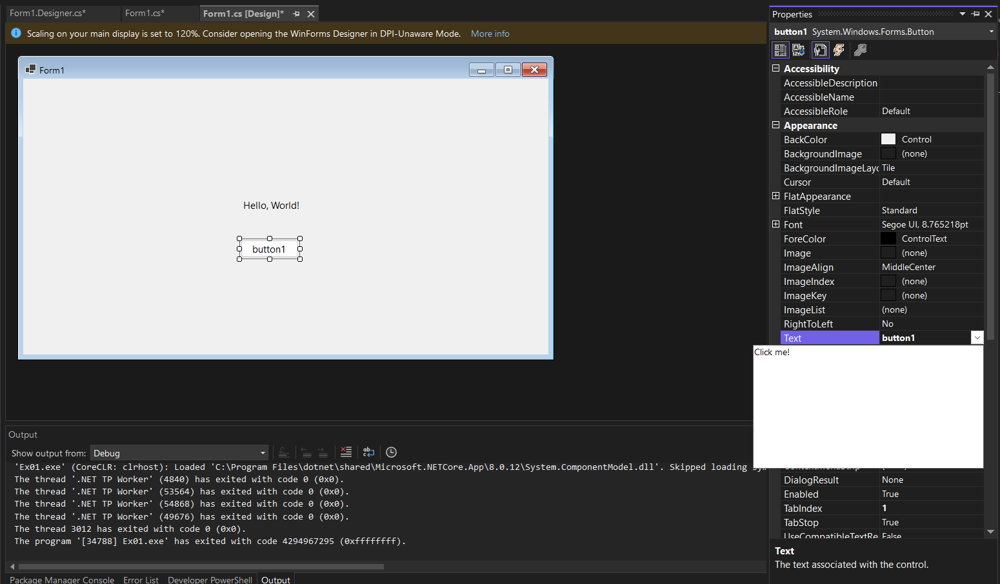 Form1.Designer.cs*
Form1.cs*
Form1.cs [Design]*
Scaling on your main display is set to 120%. Consider opening the WinForms Designer in DPI-Unaware Mode. More info
Form1
Hello, World!
button1
Output
Show output from: Debug
'Ex01.exe' (CoreCLR: clrhost): Loaded 'C:\Program Files\dotnet\shared\Microsoft.NETCore.App\8.0.12\System.ComponentModel.dll'. Skipped loading
The thread '.NET TP Worker' (4840) has exited with code 0 (0x0).
The thread '.NET TP Worker' (53564) has exited with code 0 (0x0).
The thread '.NET TP Worker' (54868) has exited with code 0 (0x0).
The thread '.NET TP Worker' (49676) has exited with code 0 (0x0).
The thread 3012 has exited with code 0 (0x0).
The program '[34788] Ex01.exe' has exited with code 4294967295 (0xffffffff).
Package Manager Console Error List Developer PowerShell Output
Properties
button1 System.Windows.Forms.Button
Accessibility
AccessibleDescription
AccessibleName
AccessibleRole Default
Appearance
BackColor Control
BackgroundImage (none)
BackgroundImageLayo Tile
Cursor Default
FlatAppearance
FlatStyle Standard
Font Segoe UI, 8.765218pt
ForeColor ControlText
Image (none)
ImageAlign MiddleCenter
ImageIndex (none)
ImageKey (none)
ImageList (none)
RightToLeft No
Text button1
Click me!
DialogResult None
Enabled True
TabIndex 1
TabStop True
UseCompatibleTextRe False
Text
The text associated with the control.